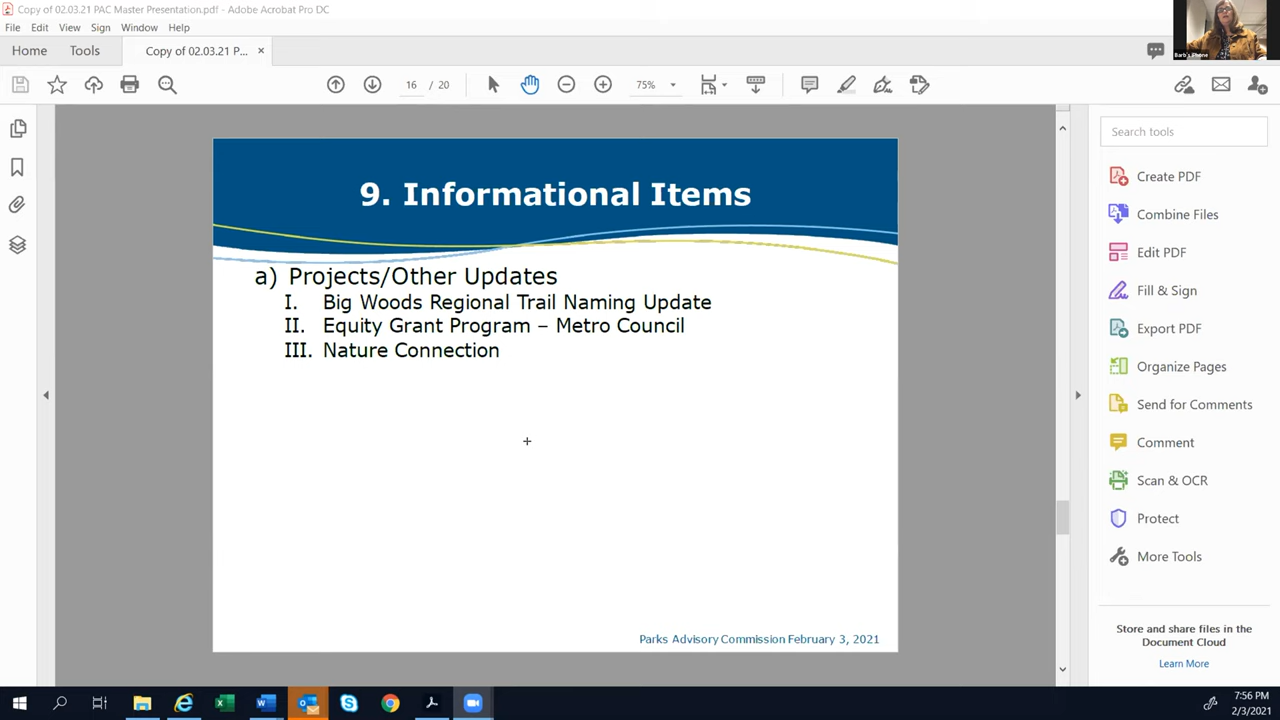 Copy of 02.03.21 PAC Master Presentation.pdf - Adobe Acrobat Pro DC
File Edit View Sign Window Help
Home Tools Copy of 02.03.21 P... ×
16 / 20 75%
Barb's iPhone
Search tools
9. Informational Items
a) Projects/Other Updates
I. Big Woods Regional Trail Naming Update
II. Equity Grant Program – Metro Council
III. Nature Connection
Parks Advisory Commission February 3, 2021
Create PDF
Combine Files
Edit PDF
Fill & Sign
Export PDF
Organize Pages
Send for Comments
Comment
Scan & OCR
Protect
More Tools
Store and share files in the
Document Cloud
Learn More
7:56 PM
2/3/2021